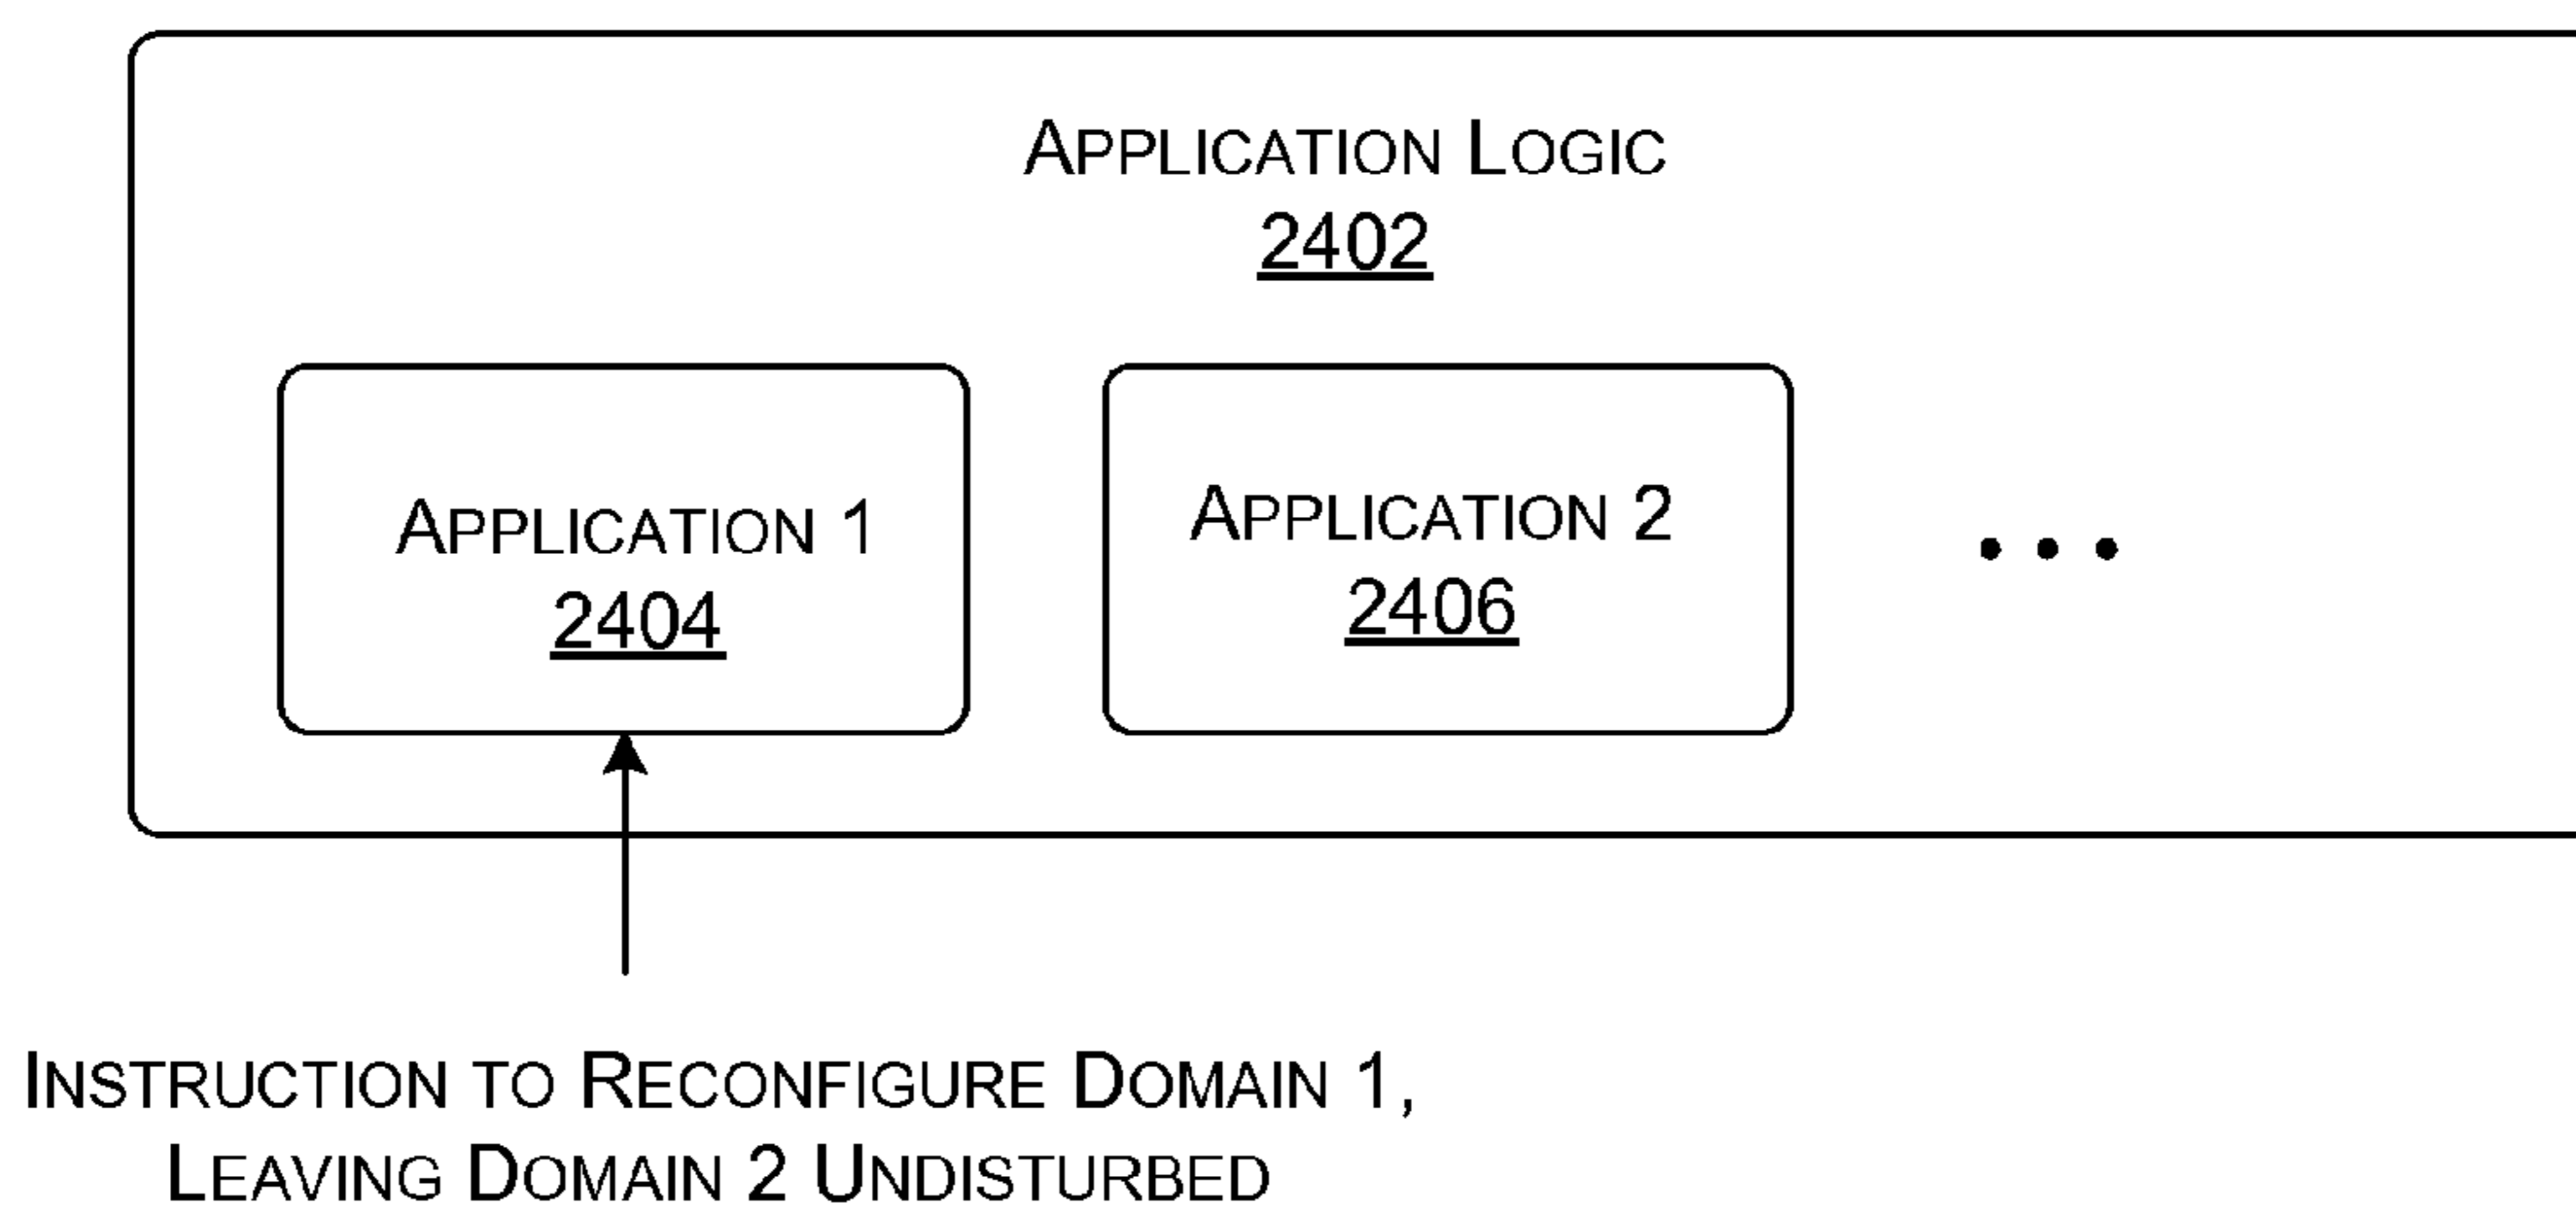 APPLICATION LOGIC
2402
APPLICATION 1
2404
APPLICATION 2
2406
• • •
INSTRUCTION TO RECONFIGURE DOMAIN 1,
LEAVING DOMAIN 2 UNDISTURBED